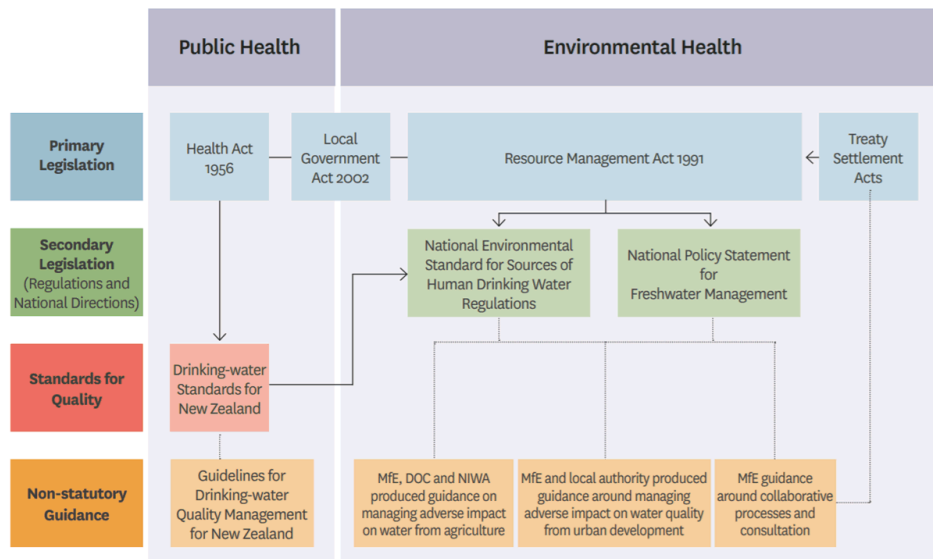 Public Health
Environmental Health
Primary
Legislation
Health Act
1956
Local
Government
Act 2002
Resource Management Act 1991
Treaty
Settlement
Acts
Secondary
Legislation
(Regulations and
National Directions)
National Environmental
Standard for Sources of
Human Drinking Water
Regulations
National Policy Statement
for
Freshwater Management
Standards for
Quality
Drinking-water
Standards for
New Zealand
Non-statutory
Guidance
Guidelines for
Drinking-water
Quality Management
for New Zealand
MfE, DOC and NIWA
produced guidance on
managing adverse impact
on water from agriculture
MfE and local authority produced
guidance around managing
adverse impact on water quality
from urban development
MfE guidance
around collaborative
processes and
consultation